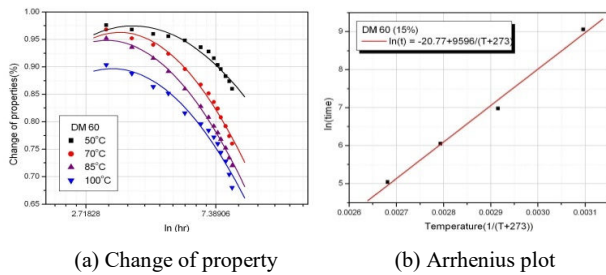 Change of properties(%)
1.00
0.95
0.90
0.85
0.80
0.75
0.70
0.65
DM 60
50°C
70°C
85°C
100°C
2.71828
7.38906
ln (hr)
(a) Change of property
ln(time)
9
8
7
6
5
DM 60 (15%)
ln(t) = -20.77+9596/(T+273)
0.0026
0.0027
0.0028
0.0029
0.0030
0.0031
Temperature(1/(T+273))
(b) Arrhenius plot